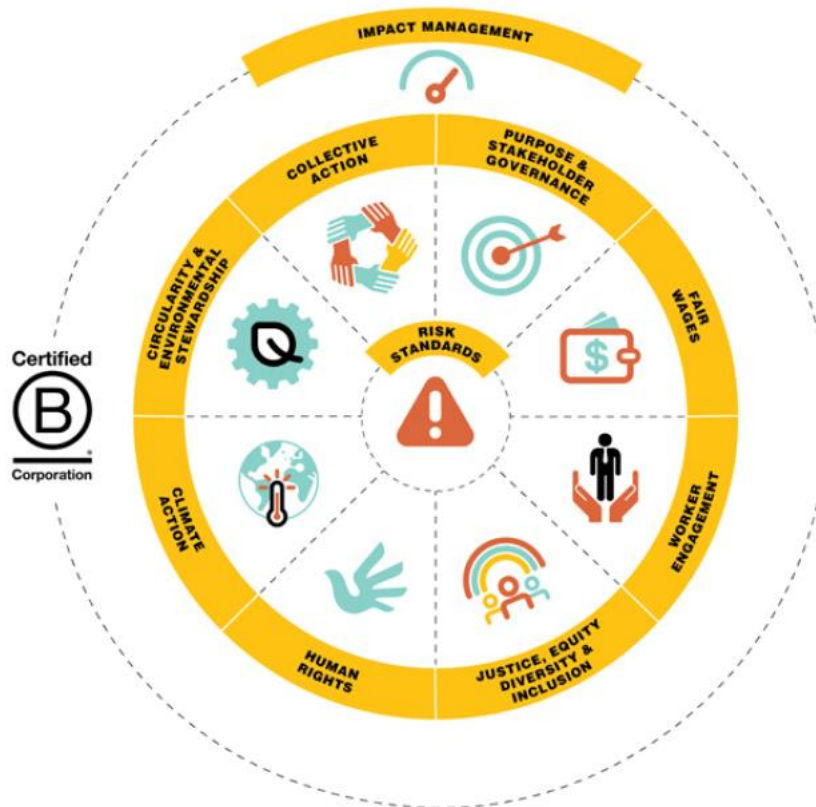 IMPACT MANAGEMENT
COLLECTIVE
ACTION
PURPOSE &
STAKEHOLDER
GOVERNANCE
CIRCULARITY &
ENVIRONMENTAL
STEWARDSHIP
FAIR
WAGES
RISK
STANDARDS
$
Certified
B
®
Corporation
CLIMATE
ACTION
WORKER
ENGAGEMENT
HUMAN
RIGHTS
JUSTICE, EQUITY
DIVERSITY &
INCLUSION